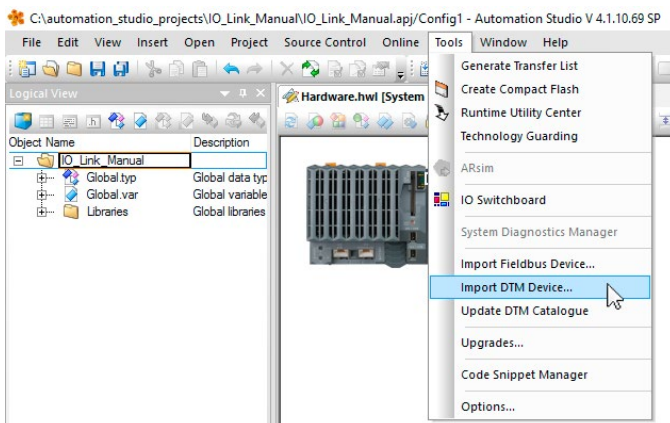 C:\automation_studio_projects\IO_Link_Manual\IO_Link_Manual.apj/Config1 - Automation Studio V 4.1.10.69 SP
File Edit View Insert Open Project Source Control Online Tools Window Help
Logical View
Hardware.hwl [System
Object Name Description
IO_Link_Manual
Global.typ Global data typ
Global.var Global variable
Libraries Global libraries
Generate Transfer List
Create Compact Flash
Runtime Utility Center
Technology Guarding
ARsim
IO Switchboard
System Diagnostics Manager
Import Fieldbus Device...
Import DTM Device...
Update DTM Catalogue
Upgrades...
Code Snippet Manager
Options...